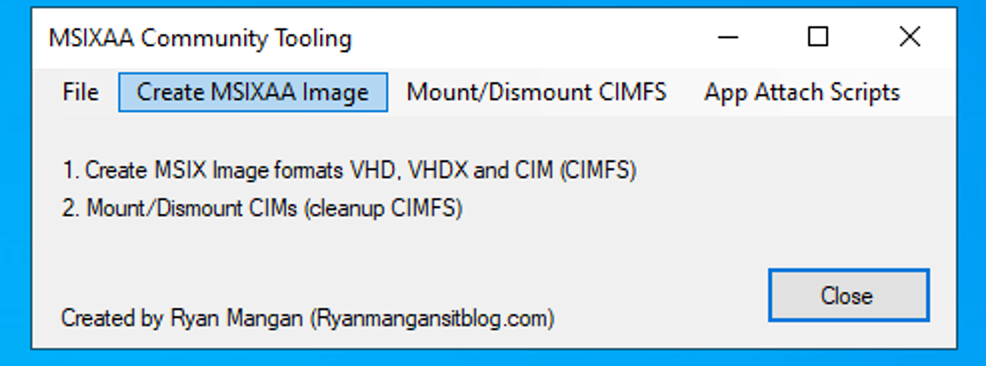 MSIXAA Community Tooling
File Create MSIXAA Image Mount/Dismount CIMFS App Attach Scripts
1. Create MSIX Image formats VHD, VHDX and CIM (CIMFS)
2. Mount/Dismount CIMs (cleanup CIMFS)
Close
Created by Ryan Mangan (Ryanmangansitblog.com)